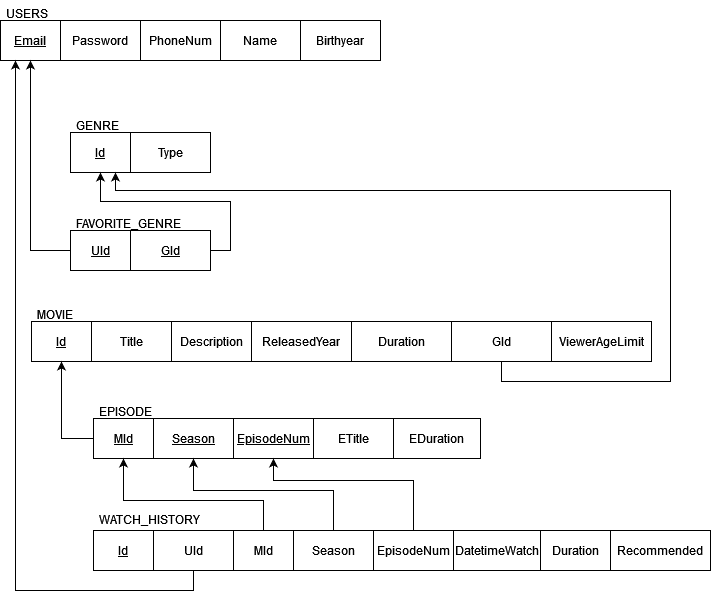 USERS
Email Password PhoneNum Name Birthyear
GENRE
Id Type
FAVORITE_GENRE
UId GId
MOVIE
Id Title Description ReleasedYear Duration GId ViewerAgeLimit
EPISODE
MId Season EpisodeNum ETitle EDuration
WATCH_HISTORY
Id UId MId Season EpisodeNum DatetimeWatch Duration Recommended